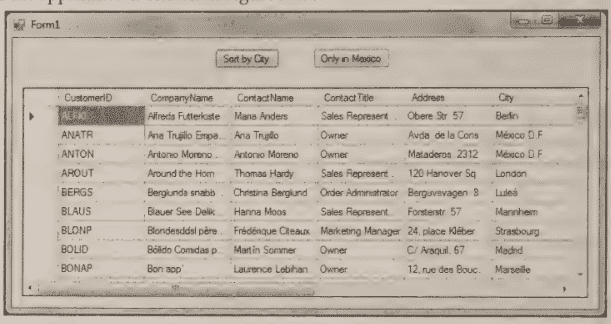 Form1
Sort by City Only in Mexico
CustomerID CompanyName ContactName ContactTitle Address City
ALFKI Alfreds Futterkiste Maria Anders Sales Represent... Obere Str. 57 Berlin
ANATR Ana Trujillo Empa... Ana Trujillo Owner Avda. de la Cons... México D.F.
ANTON Antonio Moreno... Antonio Moreno Owner Mataderos 2312 México D.F.
AROUT Around the Horn Thomas Hardy Sales Represent... 120 Hanover Sq. London
BERGS Berglunds snabb... Christina Berglund Order Administrator Berguvsvägen 8 Luleå
BLAUS Blauer See Delik... Hanna Moos Sales Represent... Forsterstr. 57 Mannheim
BLONP Blondesddsl père... Frédérique Citeaux Marketing Manager 24, place Kléber Strasbourg
BOLID Bólido Comidas p... Martín Sommer Owner C/ Araquil, 67 Madrid
BONAP Bon app' Laurence Lebihan Owner 12, rue des Bouc... Marseille